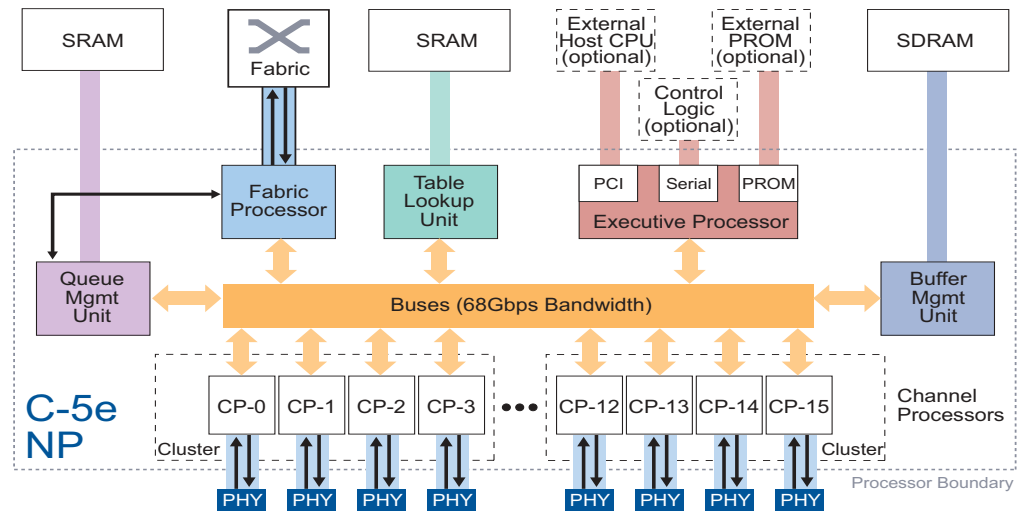 SRAM
Fabric
SRAM
External
Host CPU
(optional)
External
PROM
(optional)
SDRAM
Control
Logic
(optional)
Fabric
Processor
Table
Lookup
Unit
PCI
Serial
PROM
Executive Processor
Queue
Mgmt
Unit
Buses (68Gbps Bandwidth)
Buffer
Mgmt
Unit
CP-0
CP-1
CP-2
CP-3
CP-12
CP-13
CP-14
CP-15
Channel
Processors
C-5e
NP
Cluster
Cluster
Processor Boundary
PHY
PHY
PHY
PHY
PHY
PHY
PHY
PHY